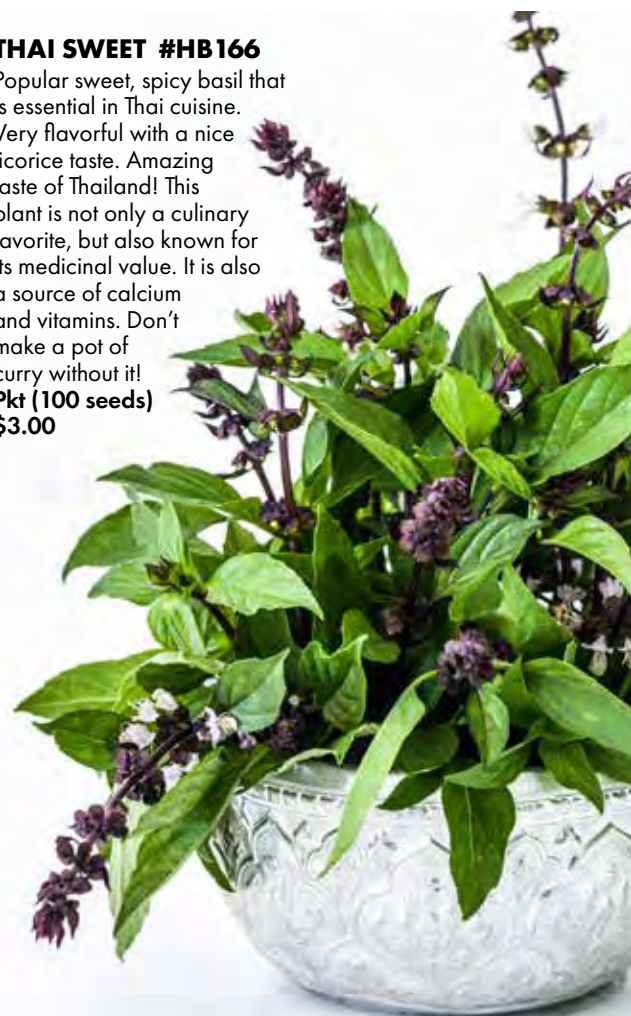 THAI SWEET #HB166
Popular sweet, spicy basil that
s essential in Thai cuisine.
Very flavorful with a nice
icorice taste. Amazing
aste of Thailand! This
plant is not only a culinary
avorite, but also known for
ts medicinal value. It is also
a source of calcium
and vitamins. Don't
make a pot of
curry without it!
Pkt (100 seeds)
$3.00